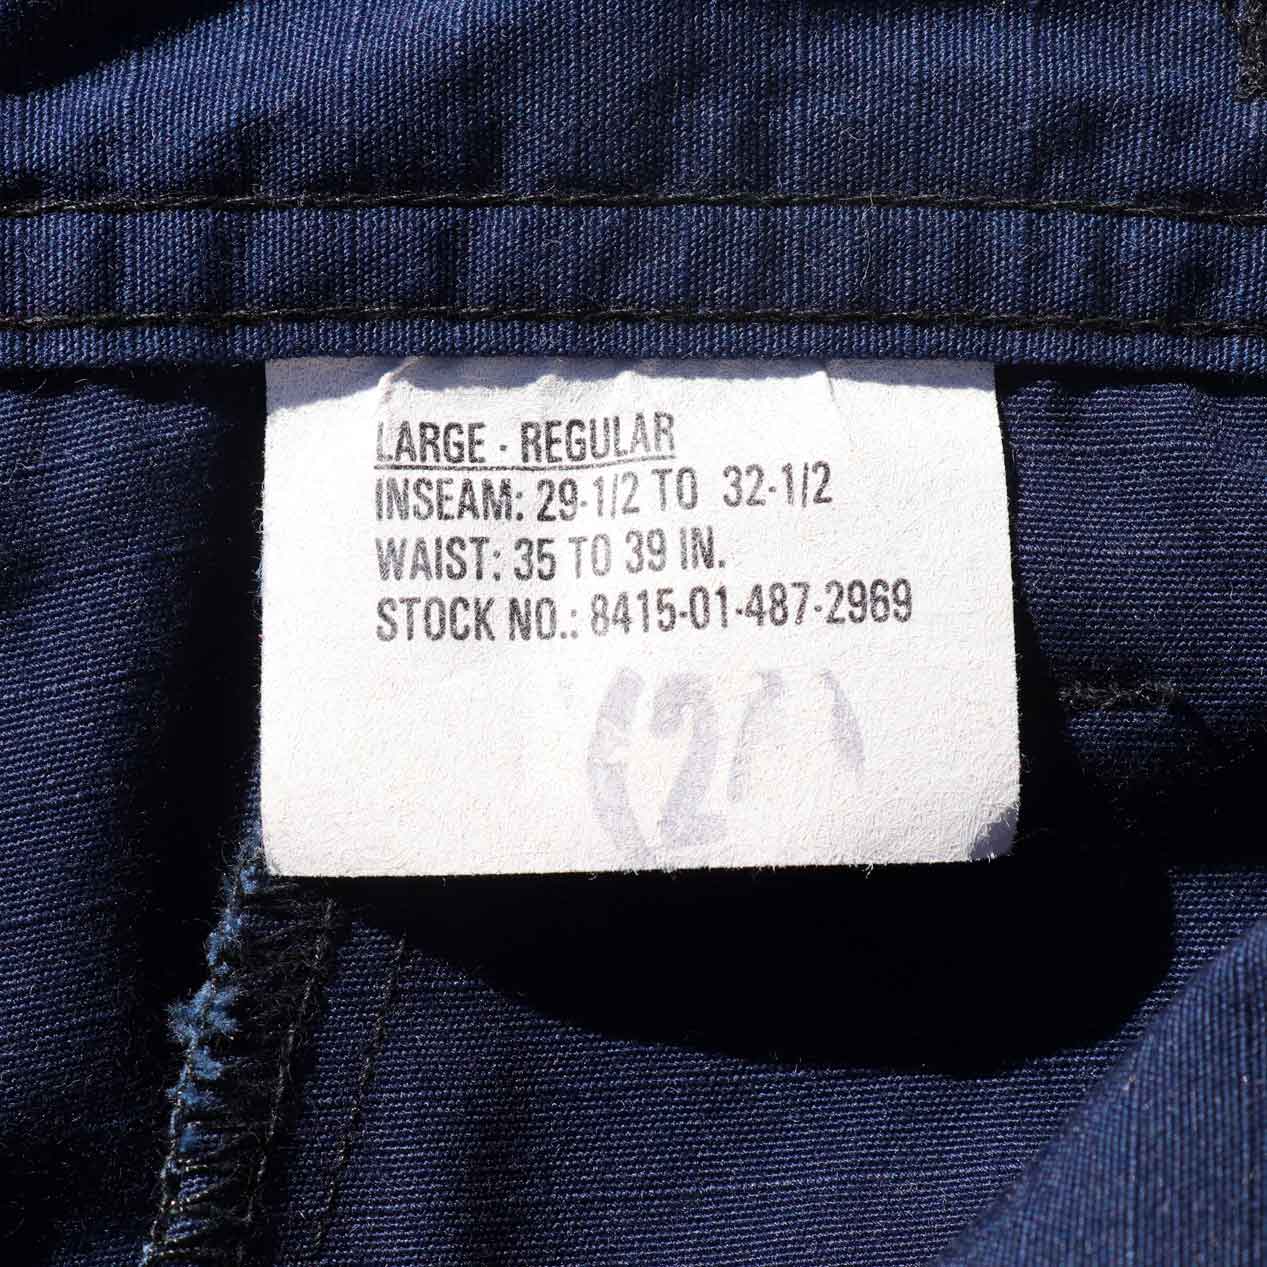 LARGE - REGULAR
INSEAM: 29-1/2 TO 32-1/2
WAIST: 35 TO 39 IN.
STOCK NO.: 8415-01-487-2969